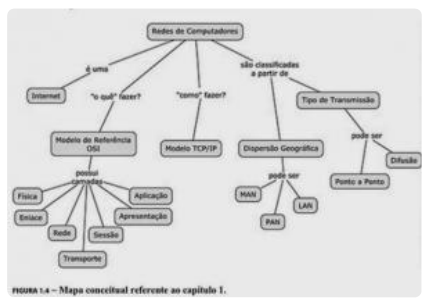 Redes de Computadores
é uma
"o quê" fazer?
"como" fazer?
são classificadas
a partir de
Internet
Modelo de Referência
OSI
Modelo TCP/IP
Dispersão Geográfica
Tipo de Transmissão
possui
camadas
pode ser
pode ser
Física
Enlace
Rede
Transporte
Sessão
Apresentação
Aplicação
MAN
PAN
LAN
Ponto a Ponto
Difusão
FIGURA 1.4 – Mapa conceitual referente ao capítulo 1.